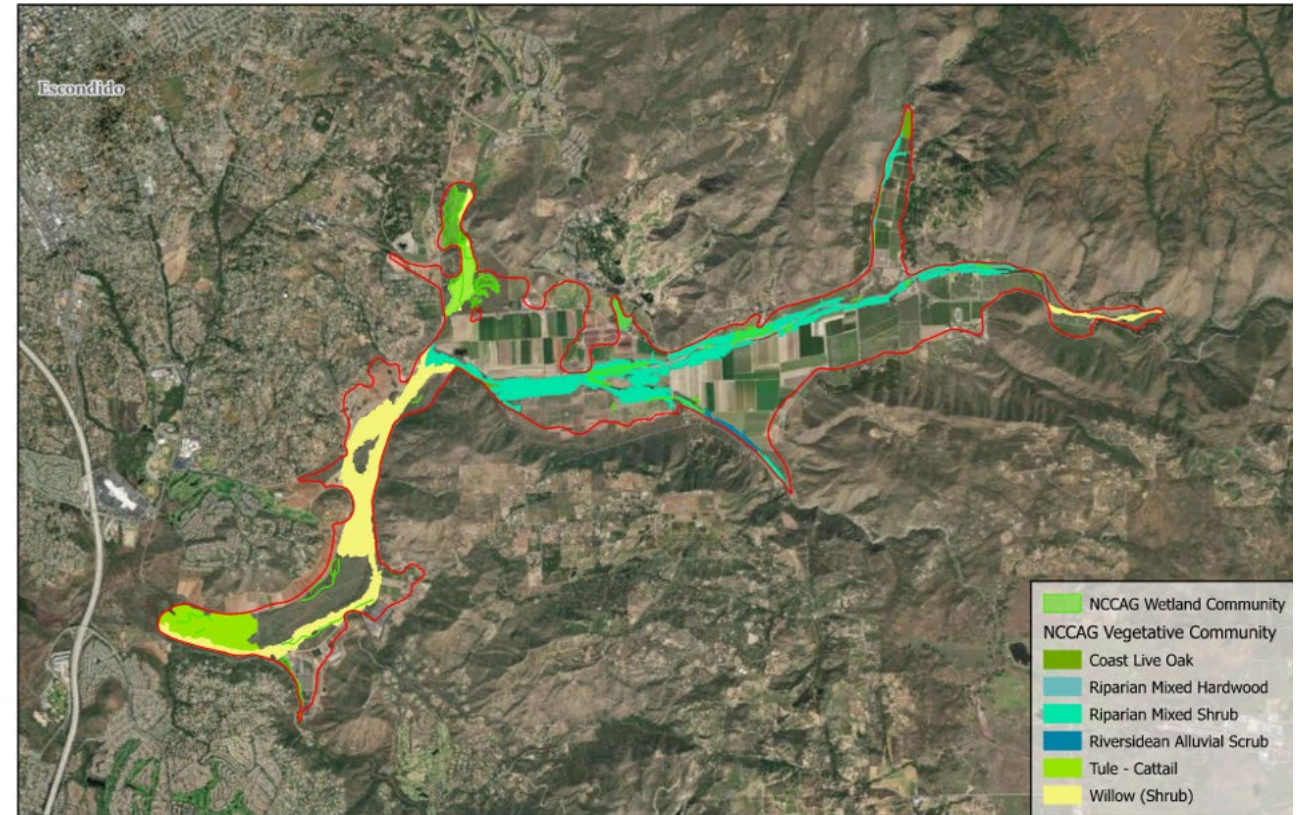 Escondido
NCCAG Wetland Community
NCCAG Vegetative Community
Coast Live Oak
Riparian Mixed Hardwood
Riparian Mixed Shrub
Riversidean Alluvial Scrub
Tule - Cattail
Willow (Shrub)